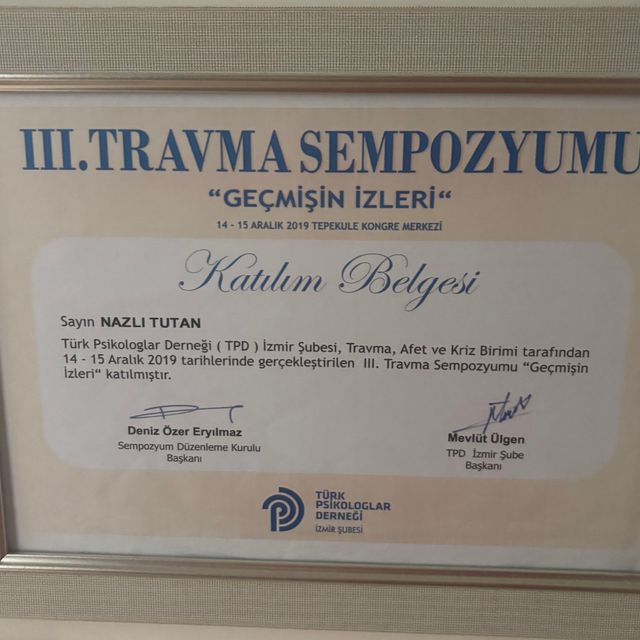 III.TRAVMA SEMPOZYUMU
“GEÇMİŞİN İZLERİ“
14 - 15 ARALIK 2019 TEPEKULE KONGRE MERKEZİ
Katılım Belgesi
Sayın NAZLI TUTAN
Türk Psikologlar Derneği ( TPD ) İzmir Şubesi, Travma, Afet ve Kriz Birimi tarafından
14 - 15 Aralık 2019 tarihlerinde gerçekleştirilen III. Travma Sempozyumu “Geçmişin
İzleri“ katılmıştır.
Deniz Özer Eryılmaz
Sempozyum Düzenleme Kurulu
Başkanı
Mevlüt Ülgen
TPD İzmir Şube
Başkanı
TÜRK
PSİKOLOGLAR
DERNEĞİ
İZMİR ŞUBESİ